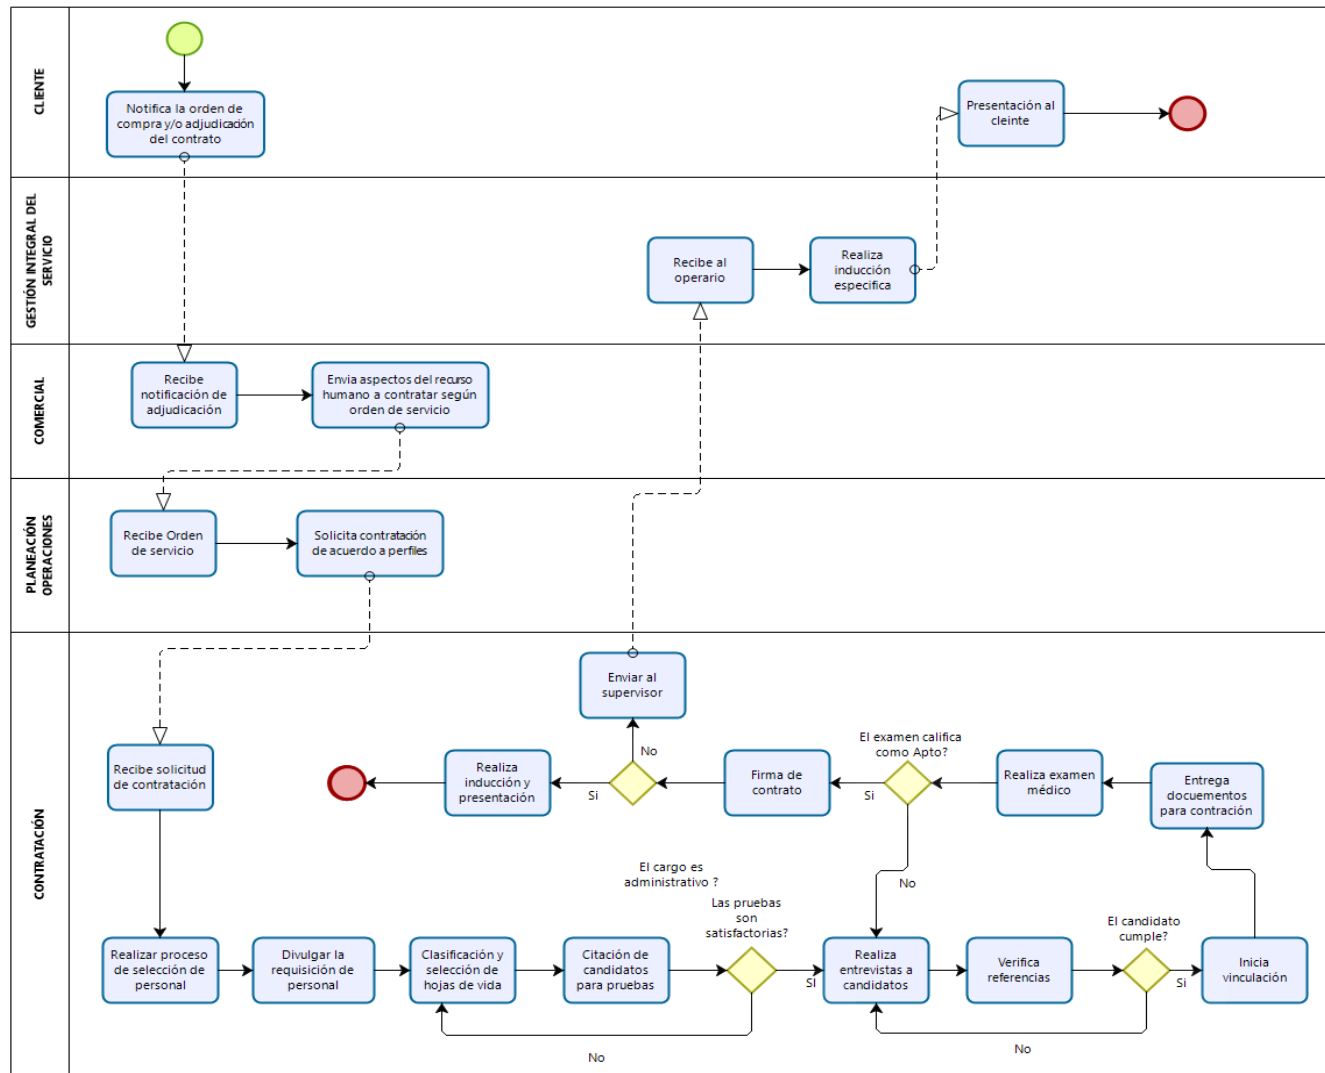 CLIENTE
Notifica la orden de
compra y/o adjudicación
del contrato
Presentación al
cleinte
GESTIÓN INTEGRAL DEL
SERVICIO
Recibe al
operario
Realiza
inducción
especifica
COMERCIAL
Recibe
notificación de
adjudicación
Envia aspectos del recurso
humano a contratar según
orden de servicio
PLANEACIÓN
OPERACIONES
Recibe Orden
de servicio
Solicita contratación
de acuerdo a perfiles
CONTRATACIÓN
Enviar al
supervisor
Recibe solicitud
de contratación
Realiza
inducción y
presentación
Si
No
Firma de
contrato
El examen califica
como Apto?
Si
No
Realiza examen
médico
Entrega
docuementos
para contración
El cargo es
administrativo ?
Las pruebas
son
satisfactorias?
Realizar proceso
de selección de
personal
Divulgar la
requisición de
personal
Clasificación y
selección de
hojas de vida
Citación de
candidatos
para pruebas
SI
No
Realiza
entrevistas a
candidatos
Verifica
referencias
El candidato
cumple?
Si
No
Inicia
vinculación